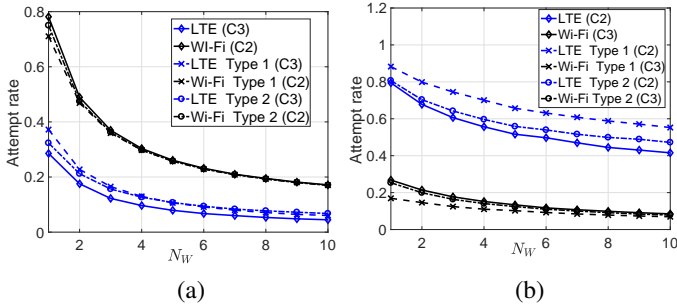 0.8
0.6
0.4
0.2
0
Attempt rate
2 4 6 8 10
N_W
LTE (C3)
WI-Fi (C2)
LTE Type 1 (C3)
Wi-Fi Type 1 (C2)
LTE Type 2 (C3)
Wi-Fi Type 2 (C2)
(a)
1.2
1
0.8
0.6
0.4
0.2
0
Attempt rate
2 4 6 8 10
N_W
LTE (C2)
Wi-Fi (C3)
LTE Type 1 (C2)
Wi-Fi Type 1 (C3)
LTE Type 2 (C2)
Wi-Fi Type 2 (C3)
(b)